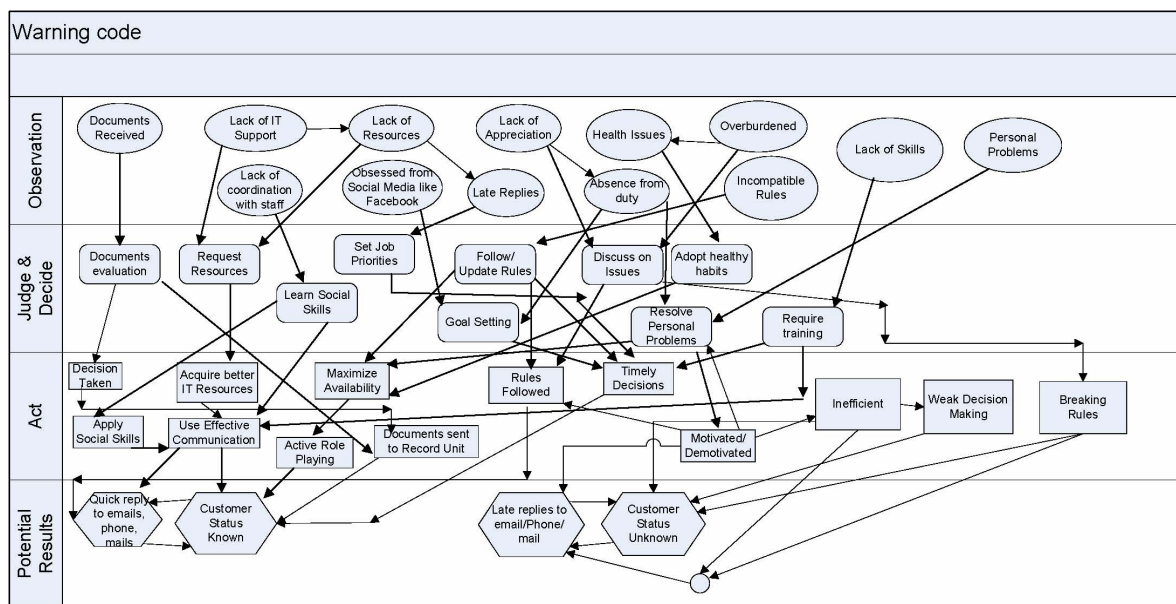 Warning code
Observation
Documents
Received
Lack of IT
Support
Lack of
Resources
Lack of
Appreciation
Health Issues
Overburdened
Lack of Skills
Personal
Problems
Lack of
coordination
with staff
Obsessed from
Social Media like
Facebook
Late Replies
Absence from
duty
Incompatible
Rules
Judge &
Decide
Documents
evaluation
Request
Resources
Set Job
Priorities
Follow/
Update Rules
Discuss on
Issues
Adopt healthy
habits
Learn Social
Skills
Goal Setting
Resolve
Personal
Problems
Require
training
Act
Decision
Taken
Acquire better
IT Resources
Maximize
Availability
Rules
Followed
Timely
Decisions
Inefficient
Weak Decision
Making
Breaking
Rules
Apply
Social Skills
Use Effective
Communication
Active Role
Playing
Documents sent
to Record Unit
Motivated/
Demotivated
Potential
Results
Quick reply
to emails,
phone,
mails
Customer
Status
Known
Late replies to
email/Phone/
mail
Customer
Status
Unknown